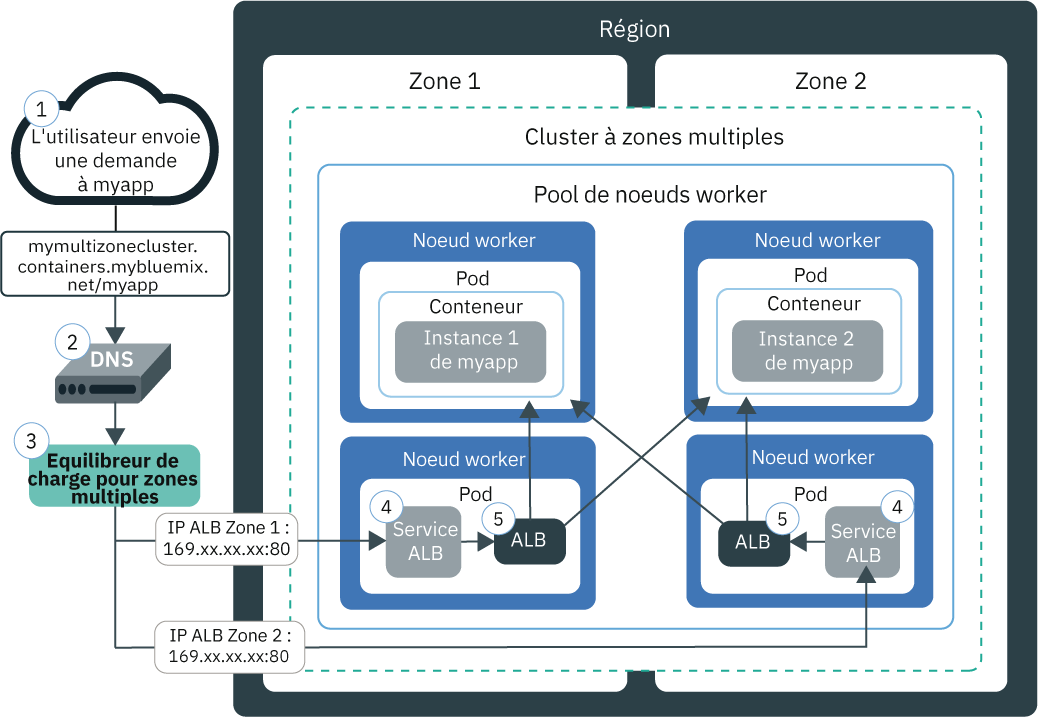 Région
Zone 1
Zone 2
Cluster à zones multiples
Pool de noeuds worker
1
L'utilisateur envoie
une demande
à myapp
mymultizonecluster.
containers.mybluemix.
net/myapp
2
DNS
3
Equilibreur de
charge pour zones
multiples
IP ALB Zone 1 :
169.xx.xx.xx:80
IP ALB Zone 2 :
169.xx.xx.xx:80
Noeud worker
Pod
Conteneur
Instance 1
de myapp
Noeud worker
Pod
Conteneur
Instance 2
de myapp
Noeud worker
Pod
4
Service
ALB
5
ALB
Noeud worker
Pod
5
ALB
4
Service
ALB